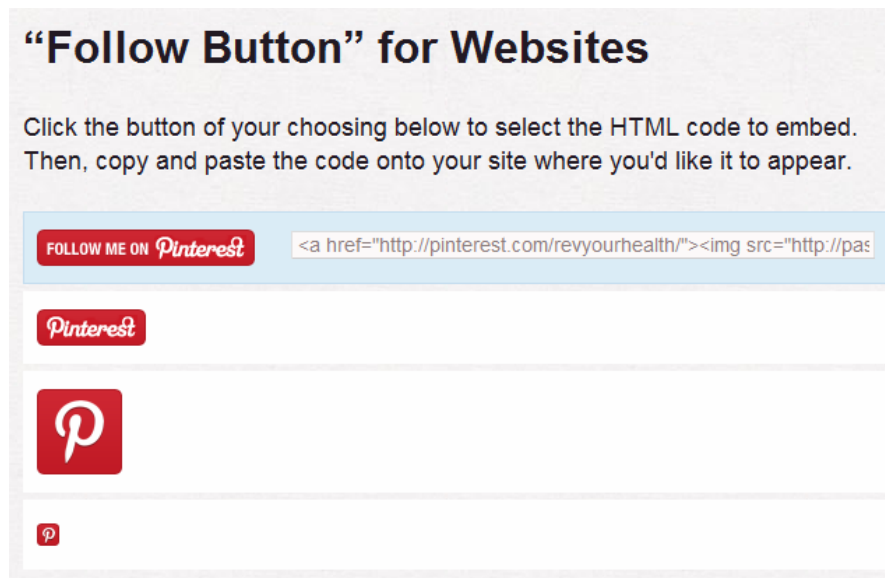 “Follow Button” for Websites
Click the button of your choosing below to select the HTML code to embed.
Then, copy and paste the code onto your site where you'd like it to appear.
FOLLOW ME ON Pinterest <a href="http://pinterest.com/revyourhealth/"><img src="http://pas
Pinterest